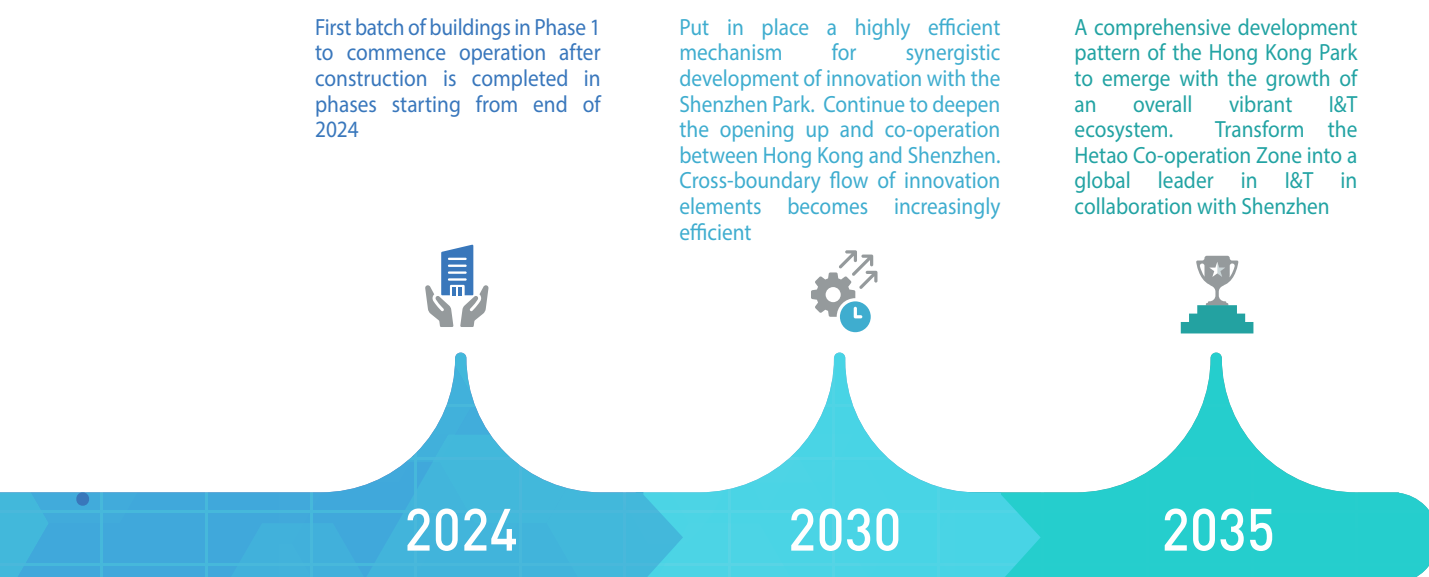 First batch of buildings in Phase 1
to commence operation after
construction is completed in
phases starting from end of
2024
Put in place a highly efficient
mechanism for synergistic
development of innovation with the
Shenzhen Park. Continue to deepen
the opening up and co-operation
between Hong Kong and Shenzhen.
Cross-boundary flow of innovation
elements becomes increasingly
efficient
A comprehensive development
pattern of the Hong Kong Park
to emerge with the growth of
an overall vibrant I&T
ecosystem. Transform the
Hetao Co-operation Zone into a
global leader in I&T in
collaboration with Shenzhen
2024
2030
2035